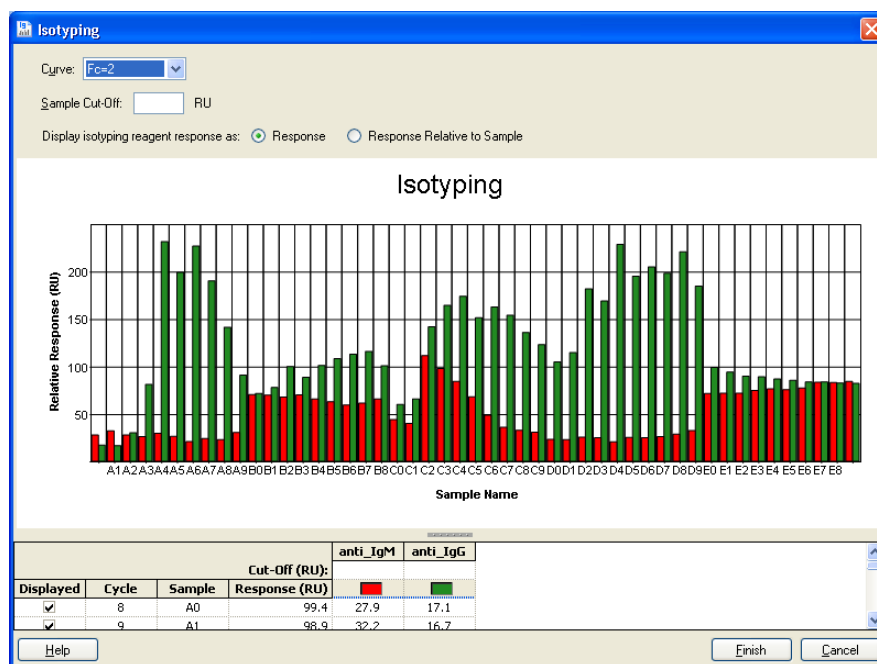 Isotyping
Curve: Fc=2
Sample Cut-Off: RU
Display isotyping reagent response as: Response Response Relative to Sample
Isotyping
Relative Response (RU)
200
150
100
50
A1 A2 A3 A4 A5 A6 A7 A8 A9 B0 B1 B2 B3 B4 B5 B6 B7 B8 C0 C1 C2 C3 C4 C5 C6 C7 C8 C9 D0 D1 D2 D3 D4 D5 D6 D7 D8 D9 E0 E1 E2 E3 E4 E5 E6 E7 E8
Sample Name
anti_IgM anti_IgG
Cut-Off (RU):
Displayed Cycle Sample Response (RU)
8 A0 99.4 27.9 17.1
9 A1 98.9 32.2 16.7
Help Finish Cancel